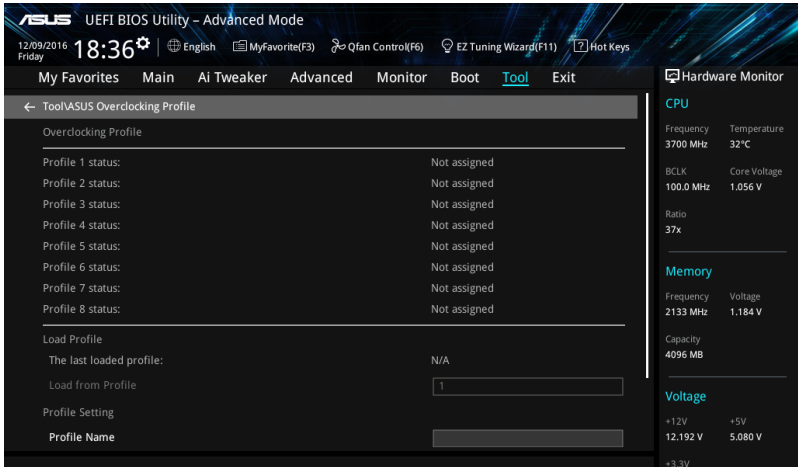 ASUS UEFI BIOS Utility – Advanced Mode
12/09/2016 Friday 18:36 English MyFavorite(F3) Qfan Control(F6) EZ Tuning Wizard(F11) ? Hot Keys
My Favorites Main Ai Tweaker Advanced Monitor Boot Tool Exit
← Tool\ASUS Overclocking Profile
Overclocking Profile
Profile 1 status: Not assigned
Profile 2 status: Not assigned
Profile 3 status: Not assigned
Profile 4 status: Not assigned
Profile 5 status: Not assigned
Profile 6 status: Not assigned
Profile 7 status: Not assigned
Profile 8 status: Not assigned
Load Profile
The last loaded profile: N/A
Load from Profile 1
Profile Setting
Profile Name
Hardware Monitor
CPU
Frequency Temperature
3700 MHz 32°C
BCLK Core Voltage
100.0 MHz 1.056 V
Ratio
37x
Memory
Frequency Voltage
2133 MHz 1.184 V
Capacity
4096 MB
Voltage
+12V +5V
12.192 V 5.080 V
+3.3V